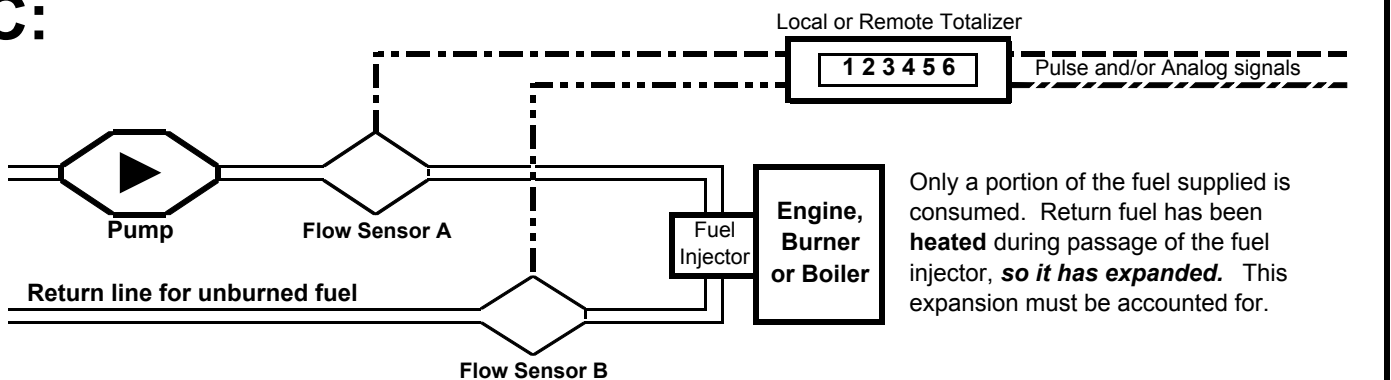 C:
Local or Remote Totalizer
1 2 3 4 5 6
Pulse and/or Analog signals
Pump
Flow Sensor A
Fuel
Injector
Engine,
Burner
or Boiler
Only a portion of the fuel supplied is
consumed. Return fuel has been
heated during passage of the fuel
injector, so it has expanded. This
expansion must be accounted for.
Return line for unburned fuel
Flow Sensor B